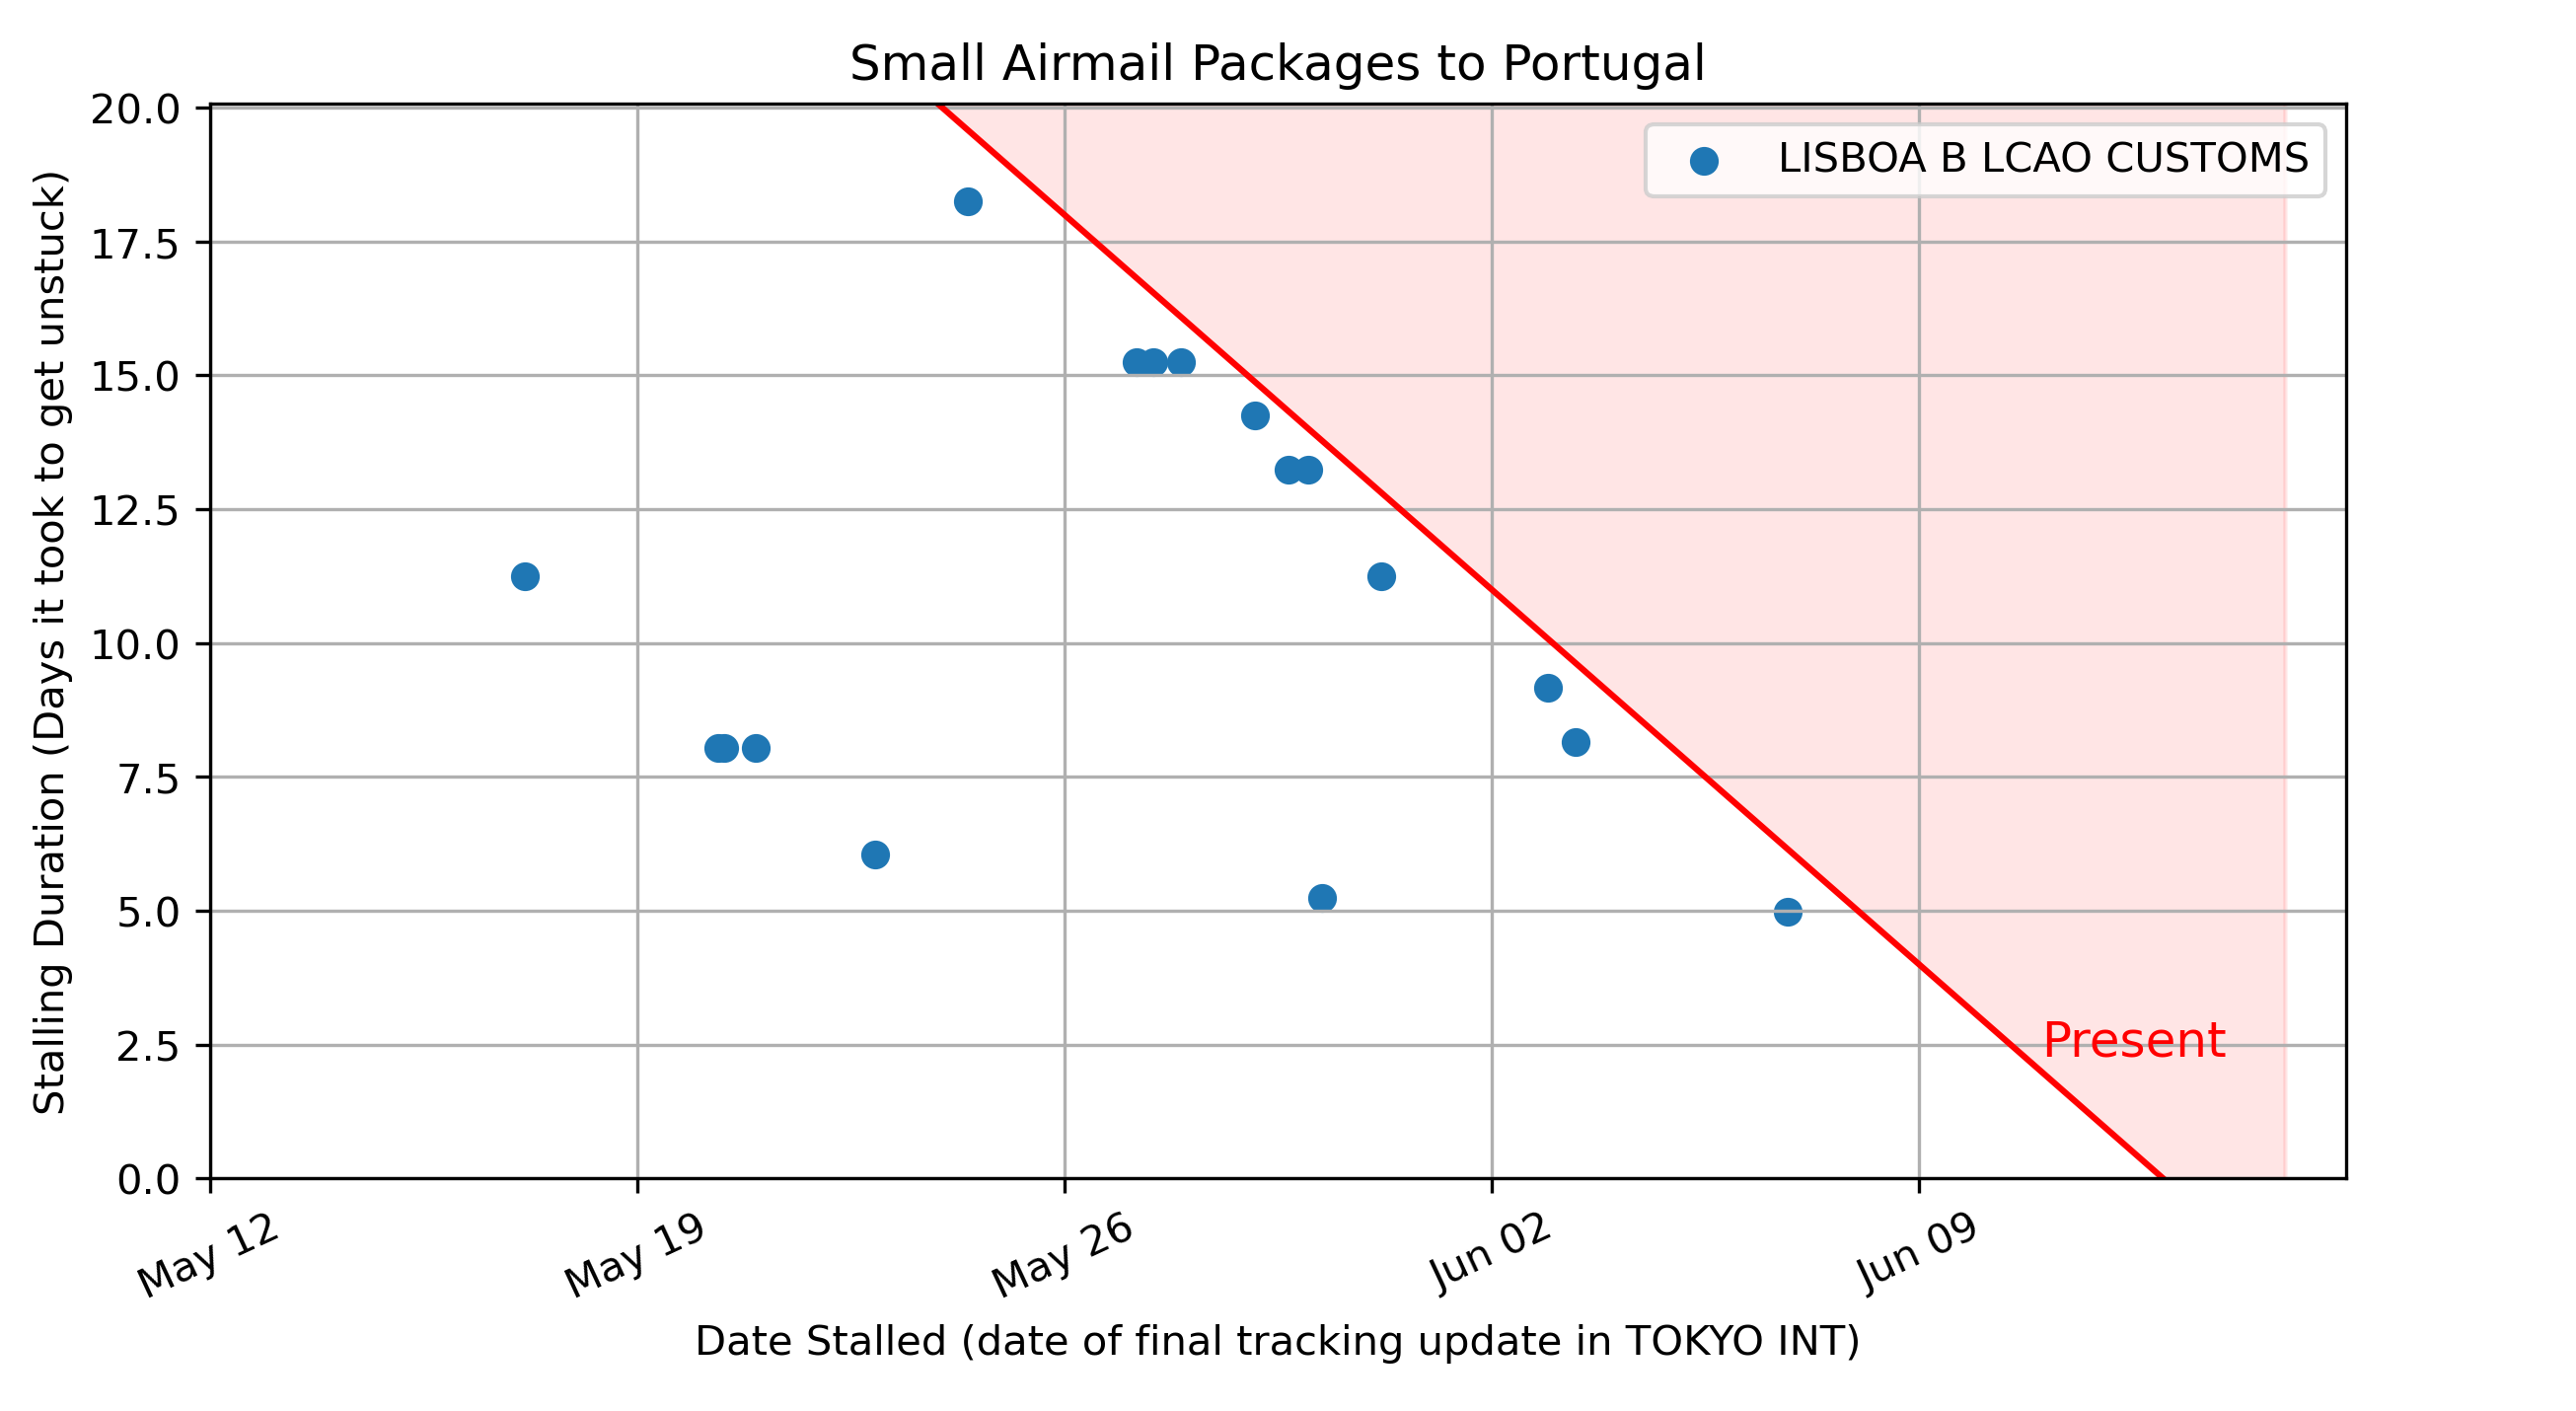 Small Airmail Packages to Portugal
LISBOA B LCAO CUSTOMS
Stalling Duration (Days it took to get unstuck)
20.0
17.5
15.0
12.5
10.0
7.5
5.0
2.5
0.0
Present
May 12
May 19
May 26
Jun 02
Jun 09
Date Stalled (date of final tracking update in TOKYO INT)